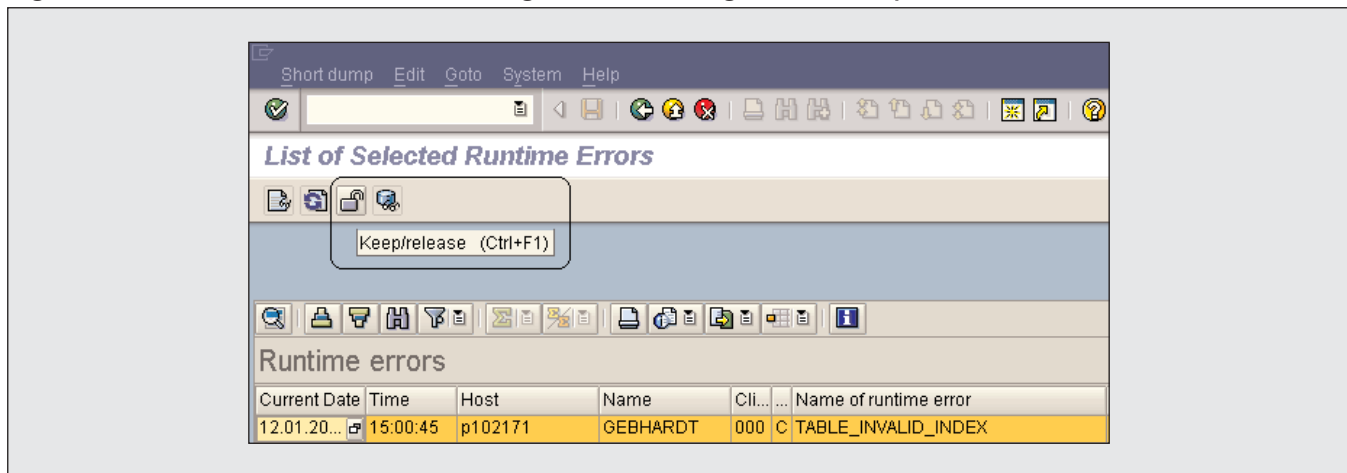 Short dump Edit Goto System Help
List of Selected Runtime Errors
Keep/release (Ctrl+F1)
Runtime errors
Current Date Time Host Name Cli... ... Name of runtime error
12.01.20... 15:00:45 p102171 GEBHARDT 000 C TABLE_INVALID_INDEX